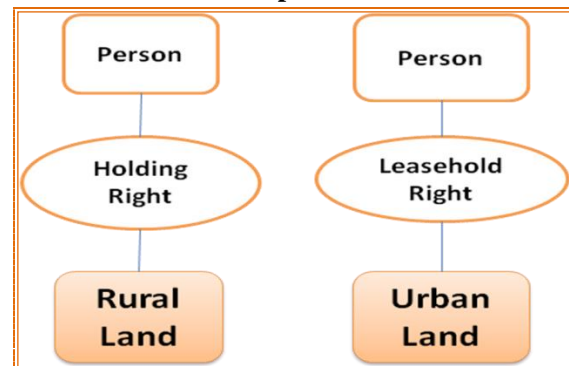 Person
Holding
Right
Rural
Land
Person
Leasehold
Right
Urban
Land